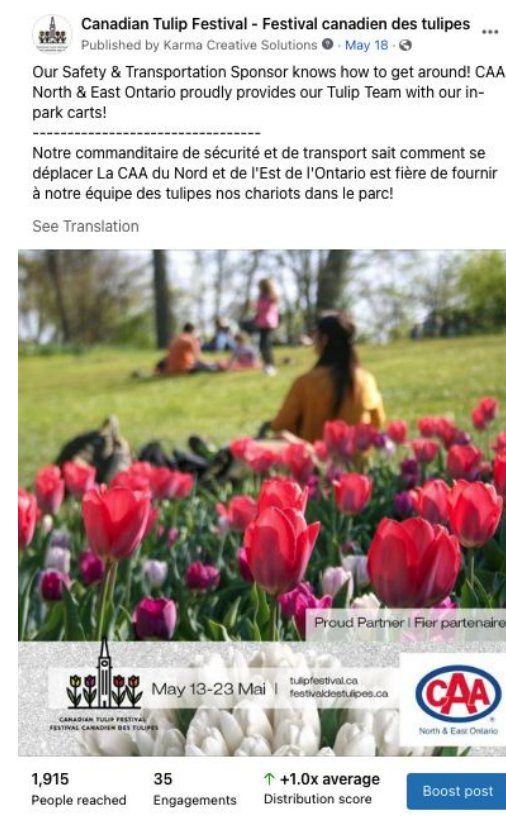 Canadian Tulip Festival - Festival canadien des tulipes
Published by Karma Creative Solutions · May 18 ·
Our Safety & Transportation Sponsor knows how to get around! CAA
North & East Ontario proudly provides our Tulip Team with our in-
park carts!
---------------------------------
Notre commanditaire de sécurité et de transport sait comment se
déplacer La CAA du Nord et de l'Est de l'Ontario est fière de fournir
à notre équipe des tulipes nos chariots dans le parc!
See Translation
Proud Partner | Fier partenaire
May 13-23 Mai |
tulipfestival.ca
festivaldestulipes.ca
CANADIAN TULIP FESTIVAL
FESTIVAL CANADIEN DES TULIPES
CAA
North & East Ontario
1,915
People reached
35
Engagements
↑ +1.0x average
Distribution score
Boost post